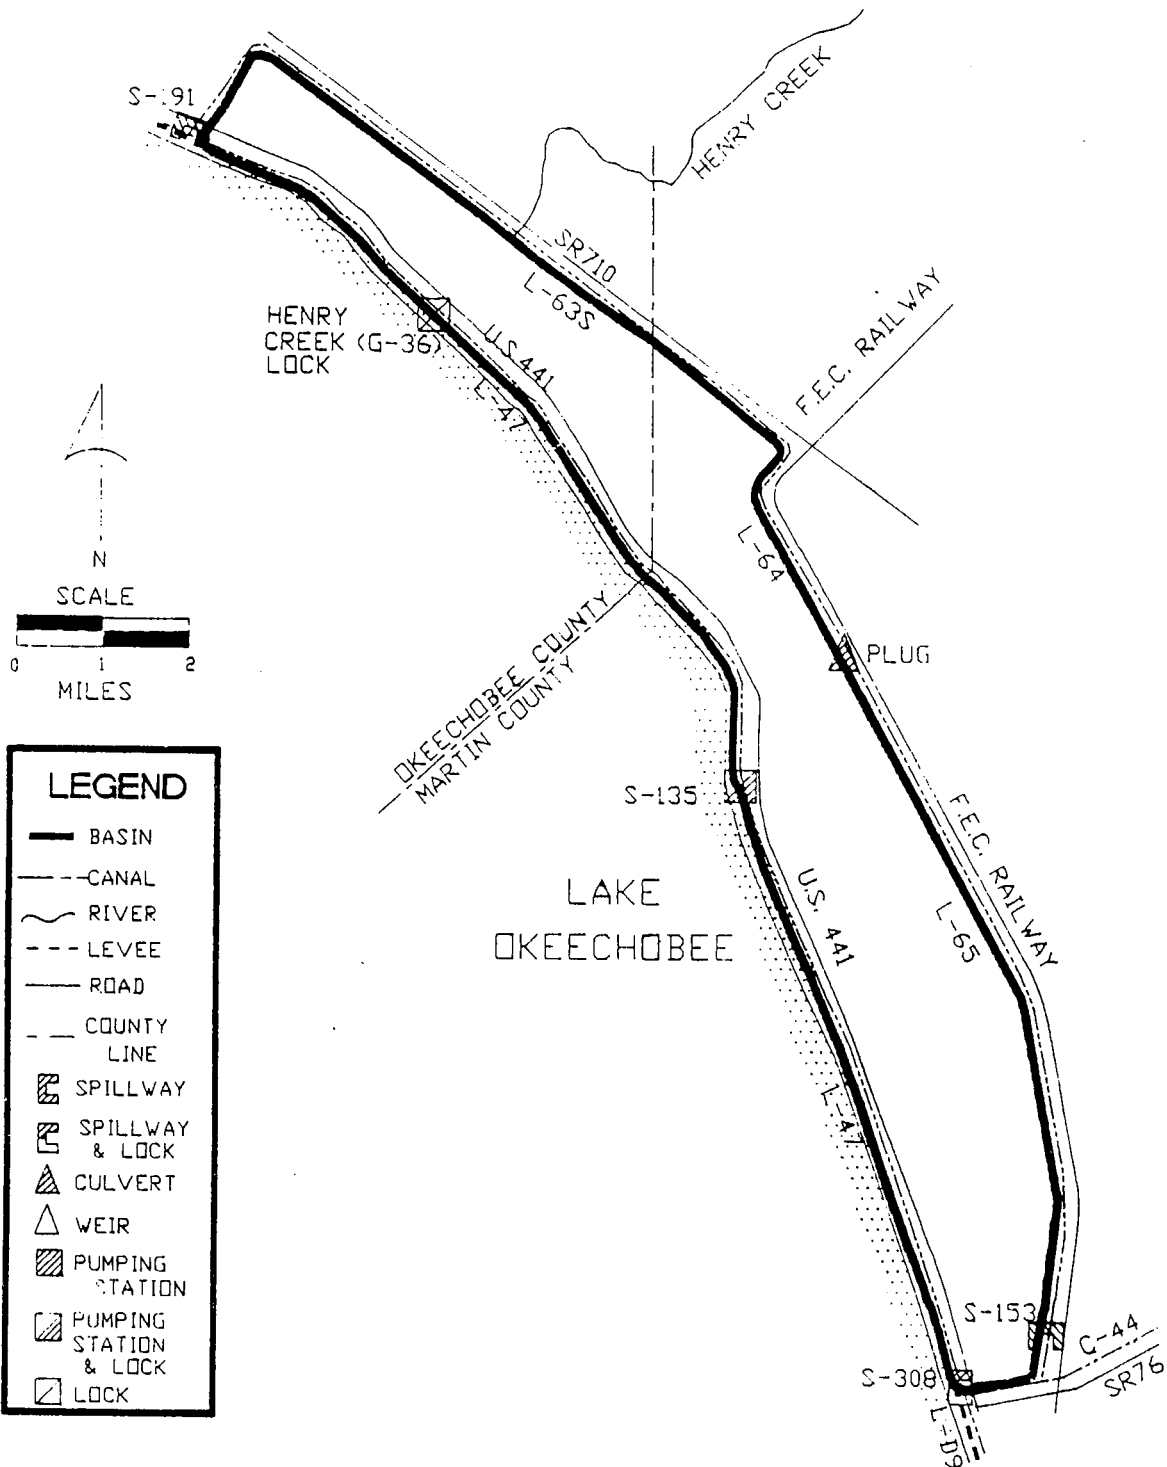 S-191
HENRY CREEK
SR710
L-63S
F.E.C. RAILWAY
HENRY
CREEK (G-36)
LOCK
U.S. 441
L-47
L-64
N
SCALE
0 1 2
MILES
PLUG
OKEECHOBEE COUNTY
MARTIN COUNTY
S-135
LAKE
OKEECHOBEE
U.S. 441
F.E.C. RAILWAY
L-65
L-47
S-153
C-44
SR76
S-308
L-D9
LEGEND
BASIN
CANAL
RIVER
LEVEE
ROAD
COUNTY
LINE
SPILLWAY
SPILLWAY
& LOCK
CULVERT
WEIR
PUMPING
STATION
PUMPING
STATION
& LOCK
LOCK